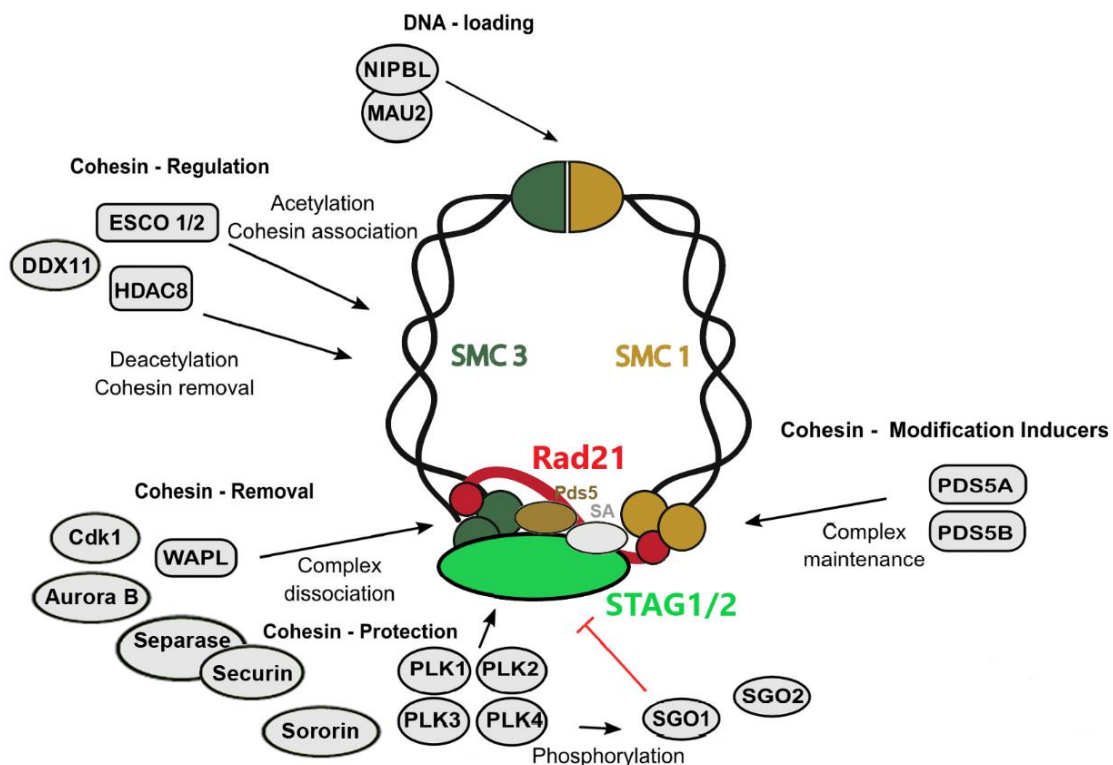 DNA - loading
NIPBL
MAU2
Cohesin - Regulation
ESCO 1/2
Acetylation
Cohesin association
DDX11
HDAC8
Deacetylation
Cohesin removal
SMC 3
SMC 1
Rad21
Pds5
SA
STAG1/2
Cohesin - Modification Inducers
PDS5A
PDS5B
Complex
maintenance
Cohesin - Removal
Cdk1
WAPL
Aurora B
Separase
Securin
Complex
dissociation
Cohesin - Protection
PLK1
PLK2
PLK3
PLK4
Sororin
Phosphorylation
SGO1
SGO2